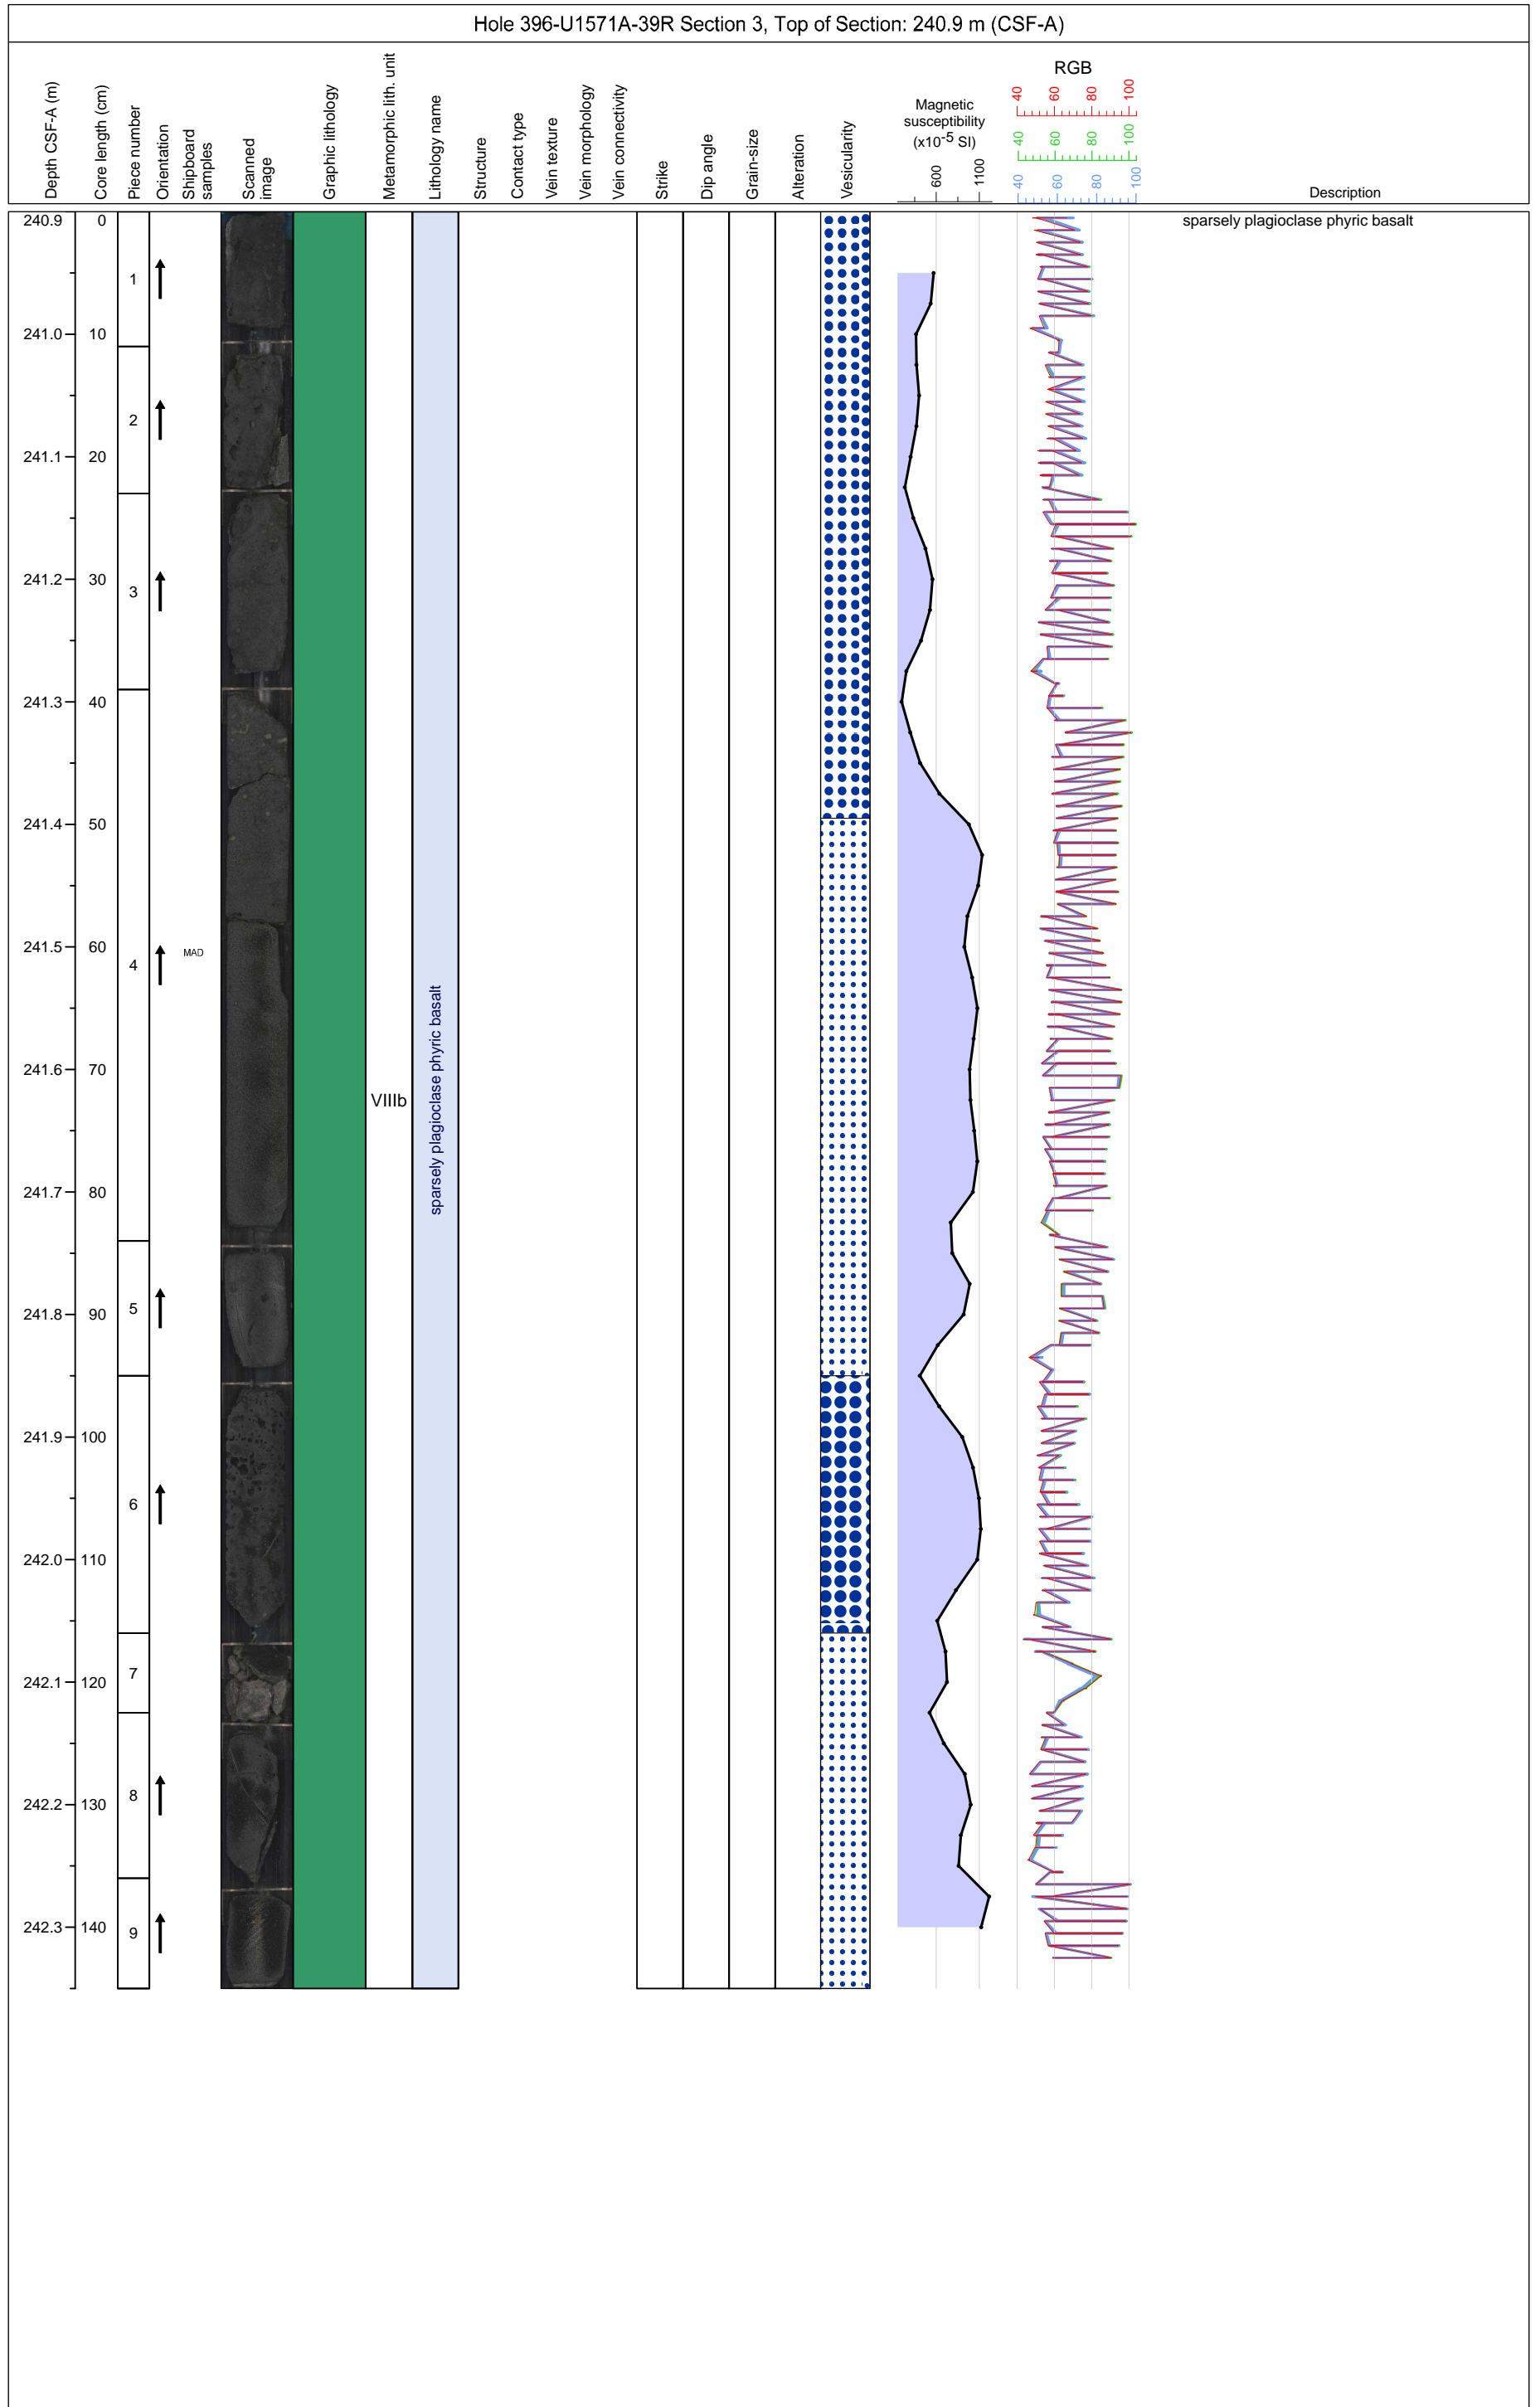 Hole 396-U1571A-39R Section 3, Top of Section: 240.9 m (CSF-A)
Depth CSF-A (m)
Core length (cm)
Piece number
Orientation
Shipboard
samples
Scanned
image
Graphic lithology
Metamorphic lith. unit
Lithology name
Structure
Contact type
Vein texture
Vein morphology
Vein connectivity
Strike
Dip angle
Grain-size
Alteration
Vesicularity
Magnetic
susceptibility
(x10-5 SI)
600 1100
RGB
40 60 80 100
40 60 80 100
40 60 80 100
Description
240.9 0
sparsely plagioclase phyric basalt
1
241.0 10
2
241.1 20
241.2 30
3
241.3 40
241.4 50
241.5 60
MAD
4
241.6 70
VIIIb
sparsely plagioclase phyric basalt
241.7 80
5
241.8 90
241.9 100
6
242.0 110
7
242.1 120
8
242.2 130
242.3 140
9